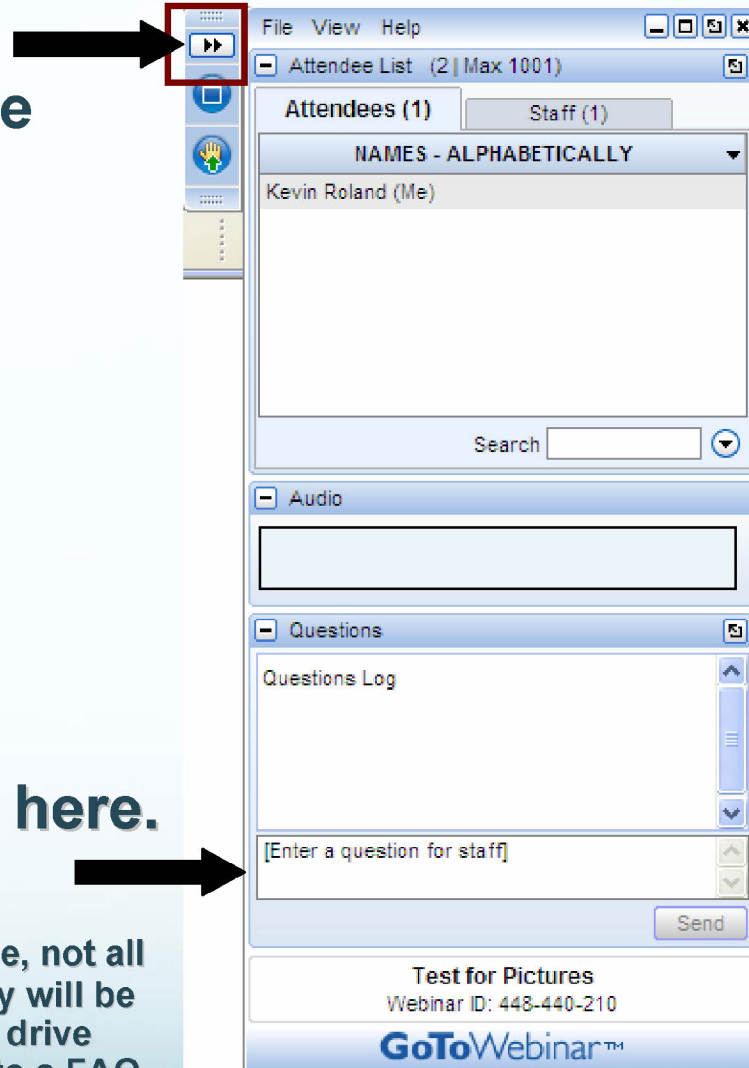 e
here.
e, not all
y will be
drive
to a FAQ
File View Help
Attendee List (2 | Max 1001)
Attendees (1) Staff (1)
NAMES - ALPHABETICALLY
Kevin Roland (Me)
Search
Audio
Questions
Questions Log
[Enter a question for staff]
Send
Test for Pictures
Webinar ID: 448-440-210
GoToWebinar™